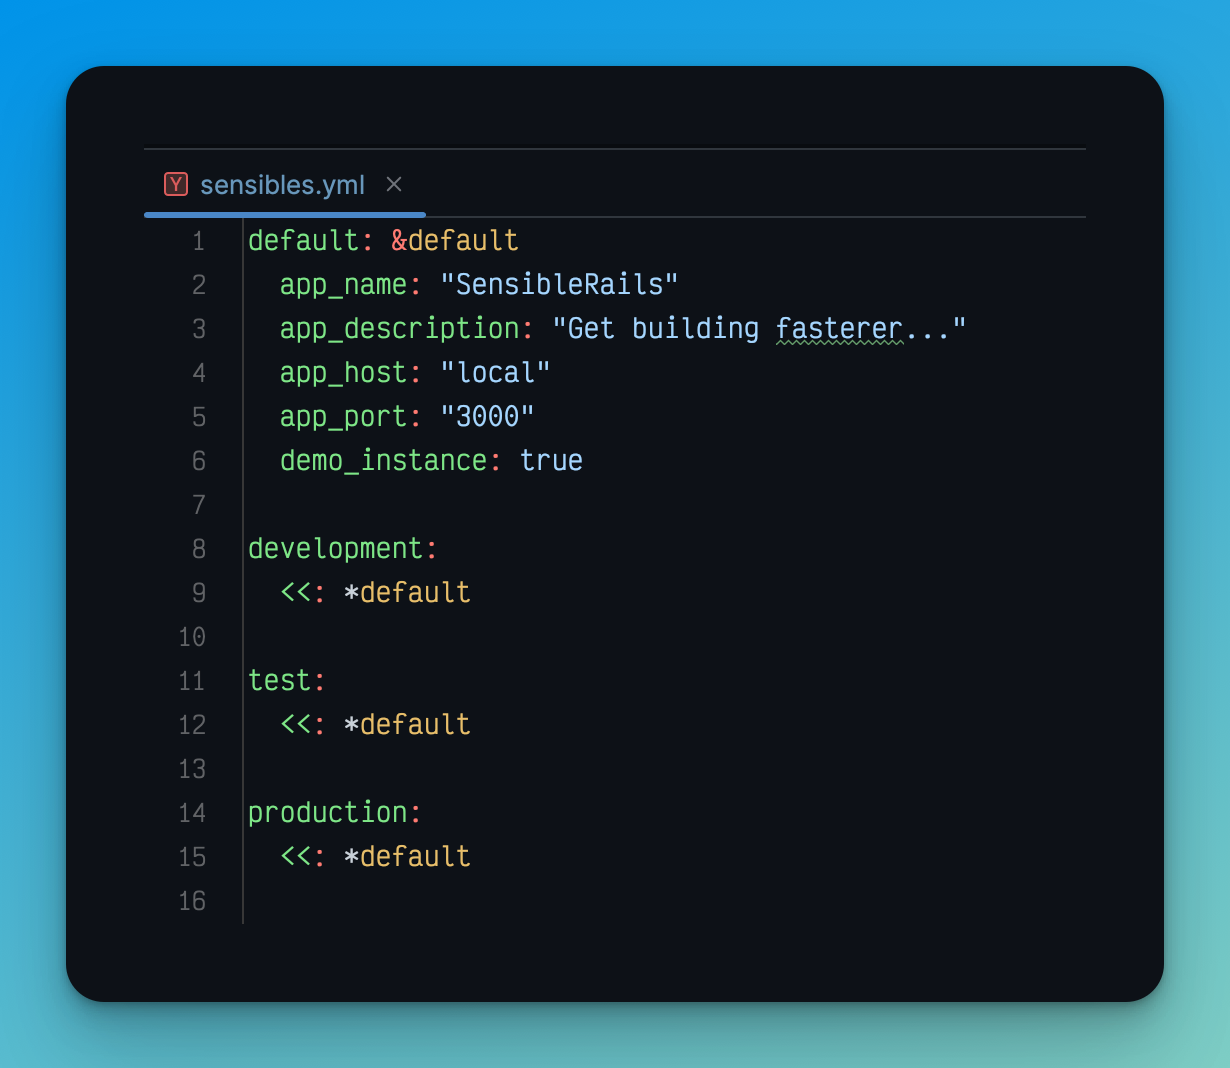 Y sensibles.yml ×
1 default: &default
2   app_name: "SensibleRails"
3   app_description: "Get building fasterer..."
4   app_host: "local"
5   app_port: "3000"
6   demo_instance: true
7
8 development:
9   <<: *default
10
11 test:
12   <<: *default
13
14 production:
15   <<: *default
16